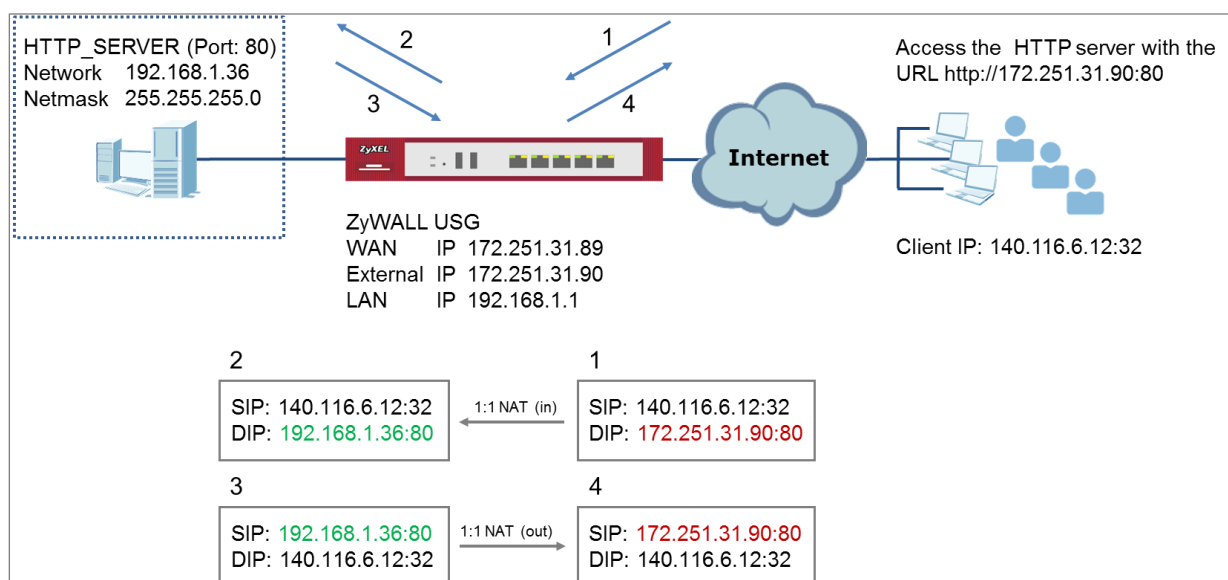 HTTP_SERVER (Port: 80)
Network 192.168.1.36
Netmask 255.255.255.0
2
1
3
4
Access the HTTP server with the
URL http://172.251.31.90:80
ZyXEL
Internet
ZyWALL USG
WAN IP 172.251.31.89
External IP 172.251.31.90
LAN IP 192.168.1.1
Client IP: 140.116.6.12:32
2
SIP: 140.116.6.12:32
DIP: 192.168.1.36:80
1:1 NAT (in)
1
SIP: 140.116.6.12:32
DIP: 172.251.31.90:80
3
SIP: 192.168.1.36:80
DIP: 140.116.6.12:32
1:1 NAT (out)
4
SIP: 172.251.31.90:80
DIP: 140.116.6.12:32